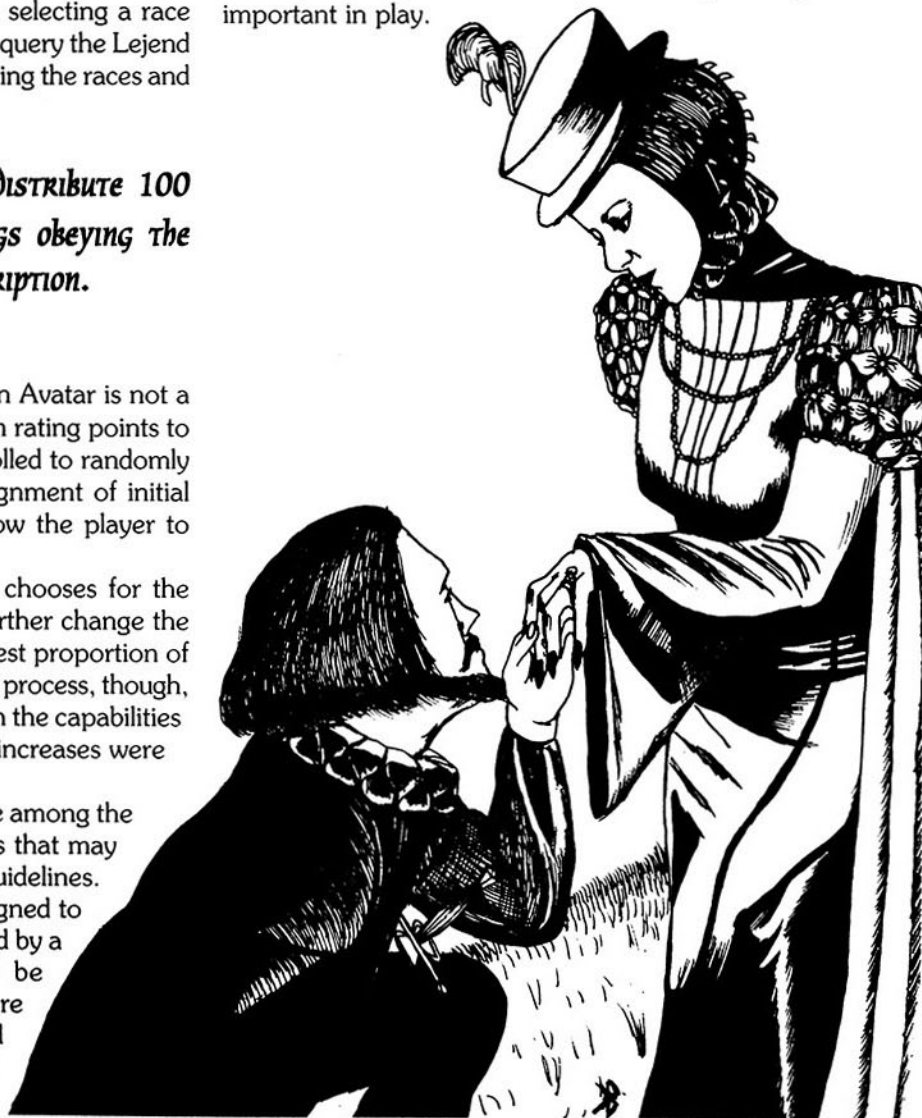 selecting a race
query the Lejend
ing the races and
Distribute 100
gs obeying the
ription.
n Avatar is not a
n rating points to
lled to randomly
gnment of initial
ow the player to
chooses for the
rther change the
est proportion of
process, though,
n the capabilities
increases were
e among the
s that may
uidelines.
gned to
d by a
be
re
important in play.